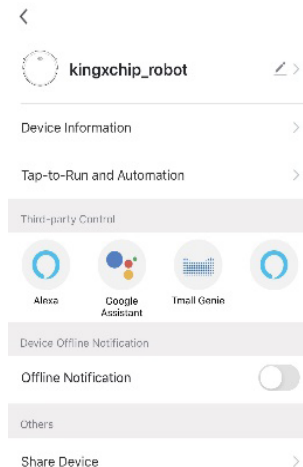 kingxchip_robot
Device Information
Tap-to-Run and Automation
Third-party Control
Alexa
Google
Assistant
Tmall Genie
Device Offline Notification
Offline Notification
Others
Share Device